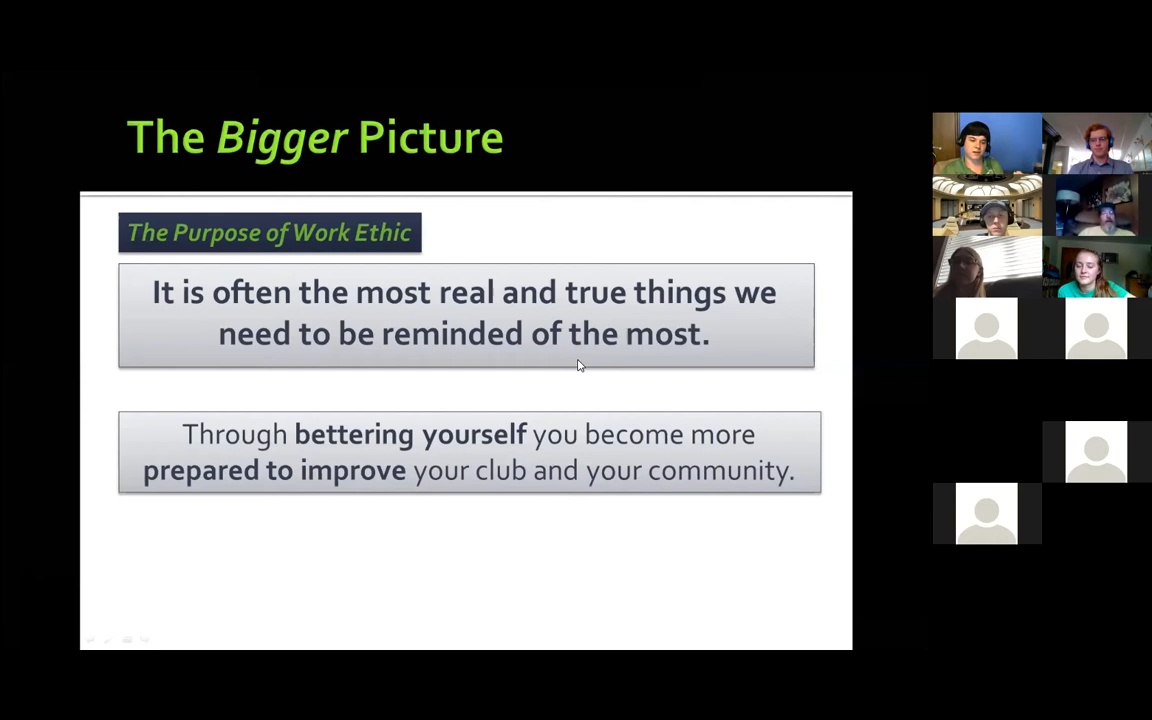 The Bigger Picture
The Purpose of Work Ethic
It is often the most real and true things we
need to be reminded of the most.
Through bettering yourself you become more
prepared to improve your club and your community.